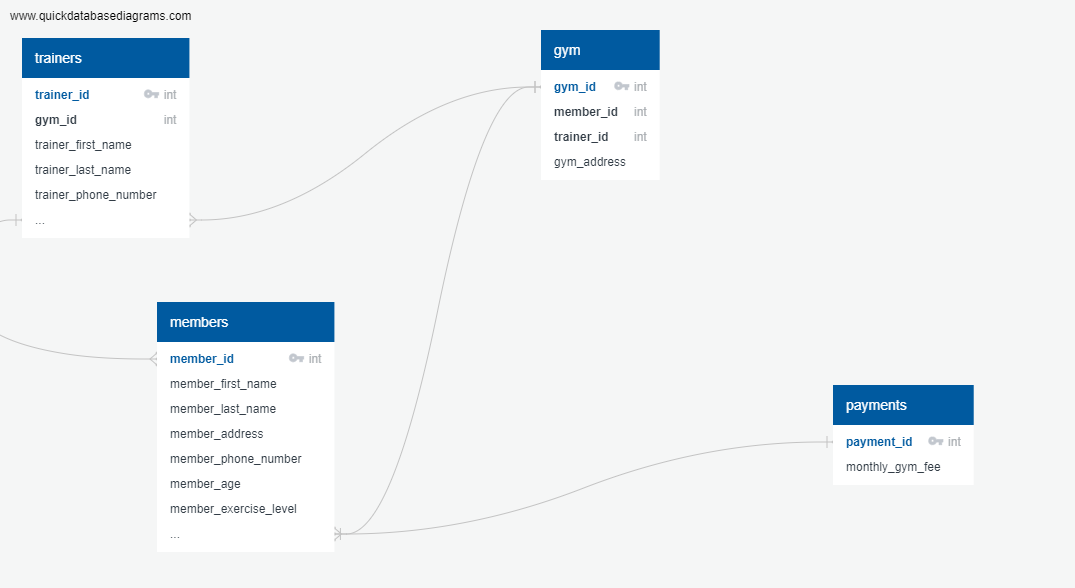 www.quickdatabasediagrams.com
trainers
trainer_id int
gym_id int
trainer_first_name
trainer_last_name
trainer_phone_number
...
gym
gym_id int
member_id int
trainer_id int
gym_address
members
member_id int
member_first_name
member_last_name
member_address
member_phone_number
member_age
member_exercise_level
...
payments
payment_id int
monthly_gym_fee